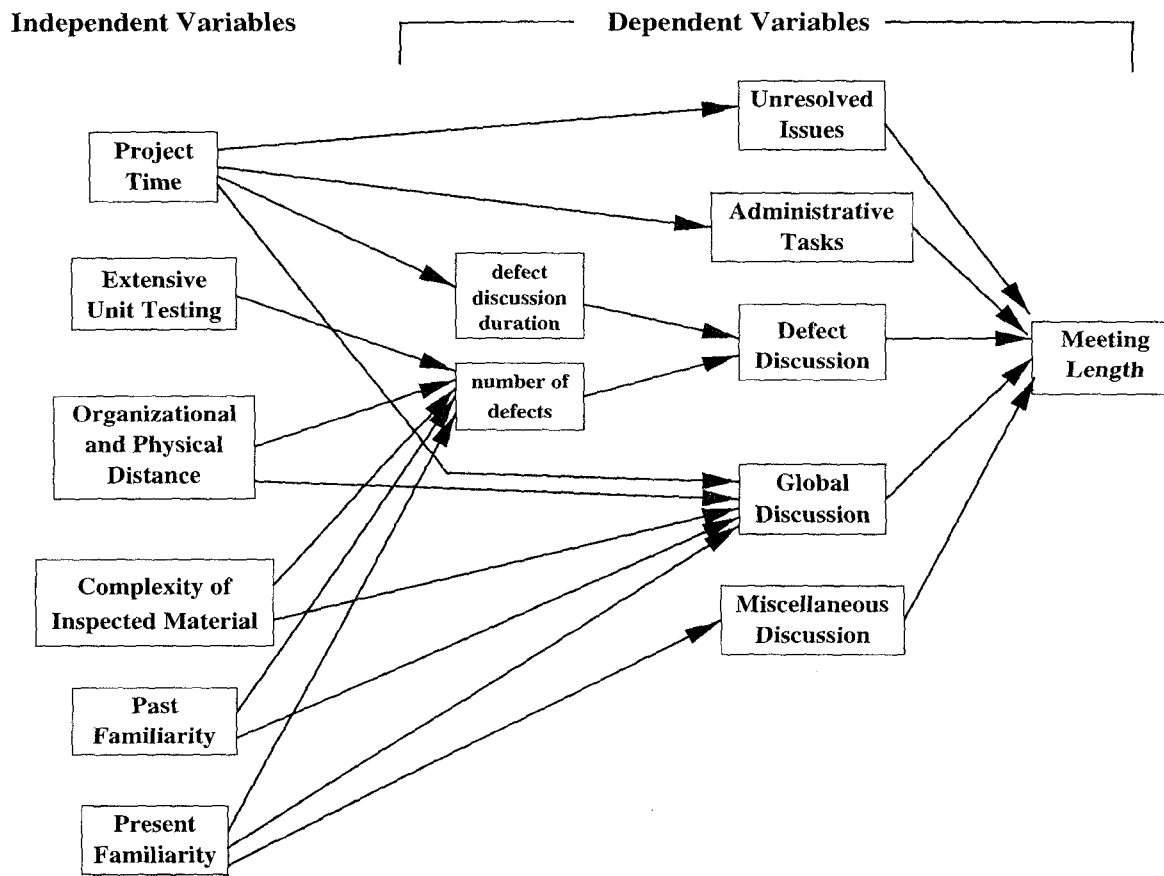 Independent Variables
Dependent Variables
Project
Time
Extensive
Unit Testing
Organizational
and Physical
Distance
Complexity of
Inspected Material
Past
Familiarity
Present
Familiarity
defect
discussion
duration
number of
defects
Unresolved
Issues
Administrative
Tasks
Defect
Discussion
Global
Discussion
Miscellaneous
Discussion
Meeting
Length